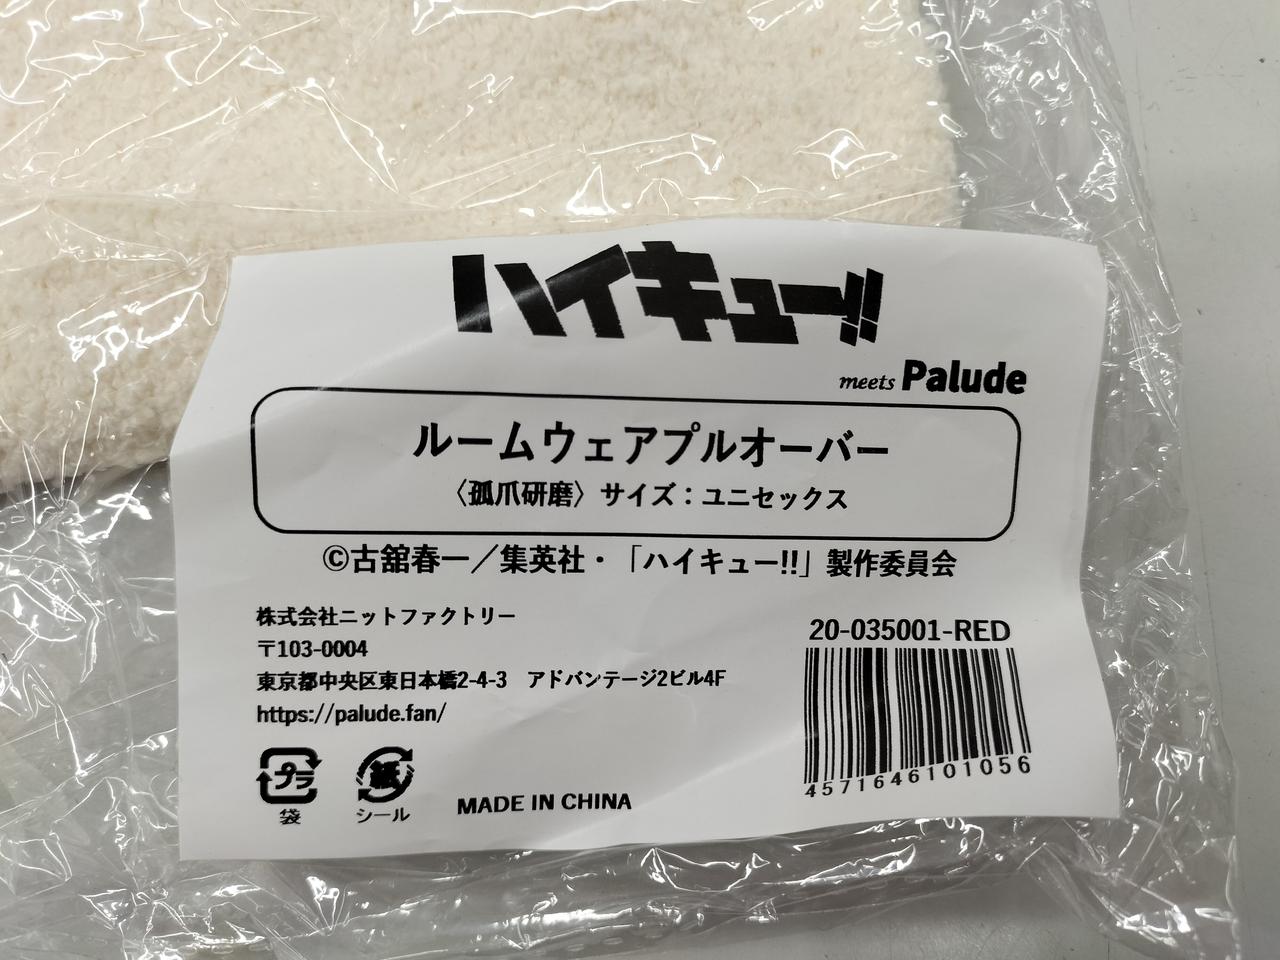 ハイキュー!!
meets Palude
ルームウェアプルオーバー
〈孤爪研磨〉サイズ：ユニセックス
©古舘春一／集英社・「ハイキュー!!」製作委員会
株式会社ニットファクトリー
〒103-0004
東京都中央区東日本橋2-4-3　アドバンテージ2ビル4F
https://palude.fan/
20-035001-RED
4571646101056
プラ
袋
紙
シール
MADE IN CHINA